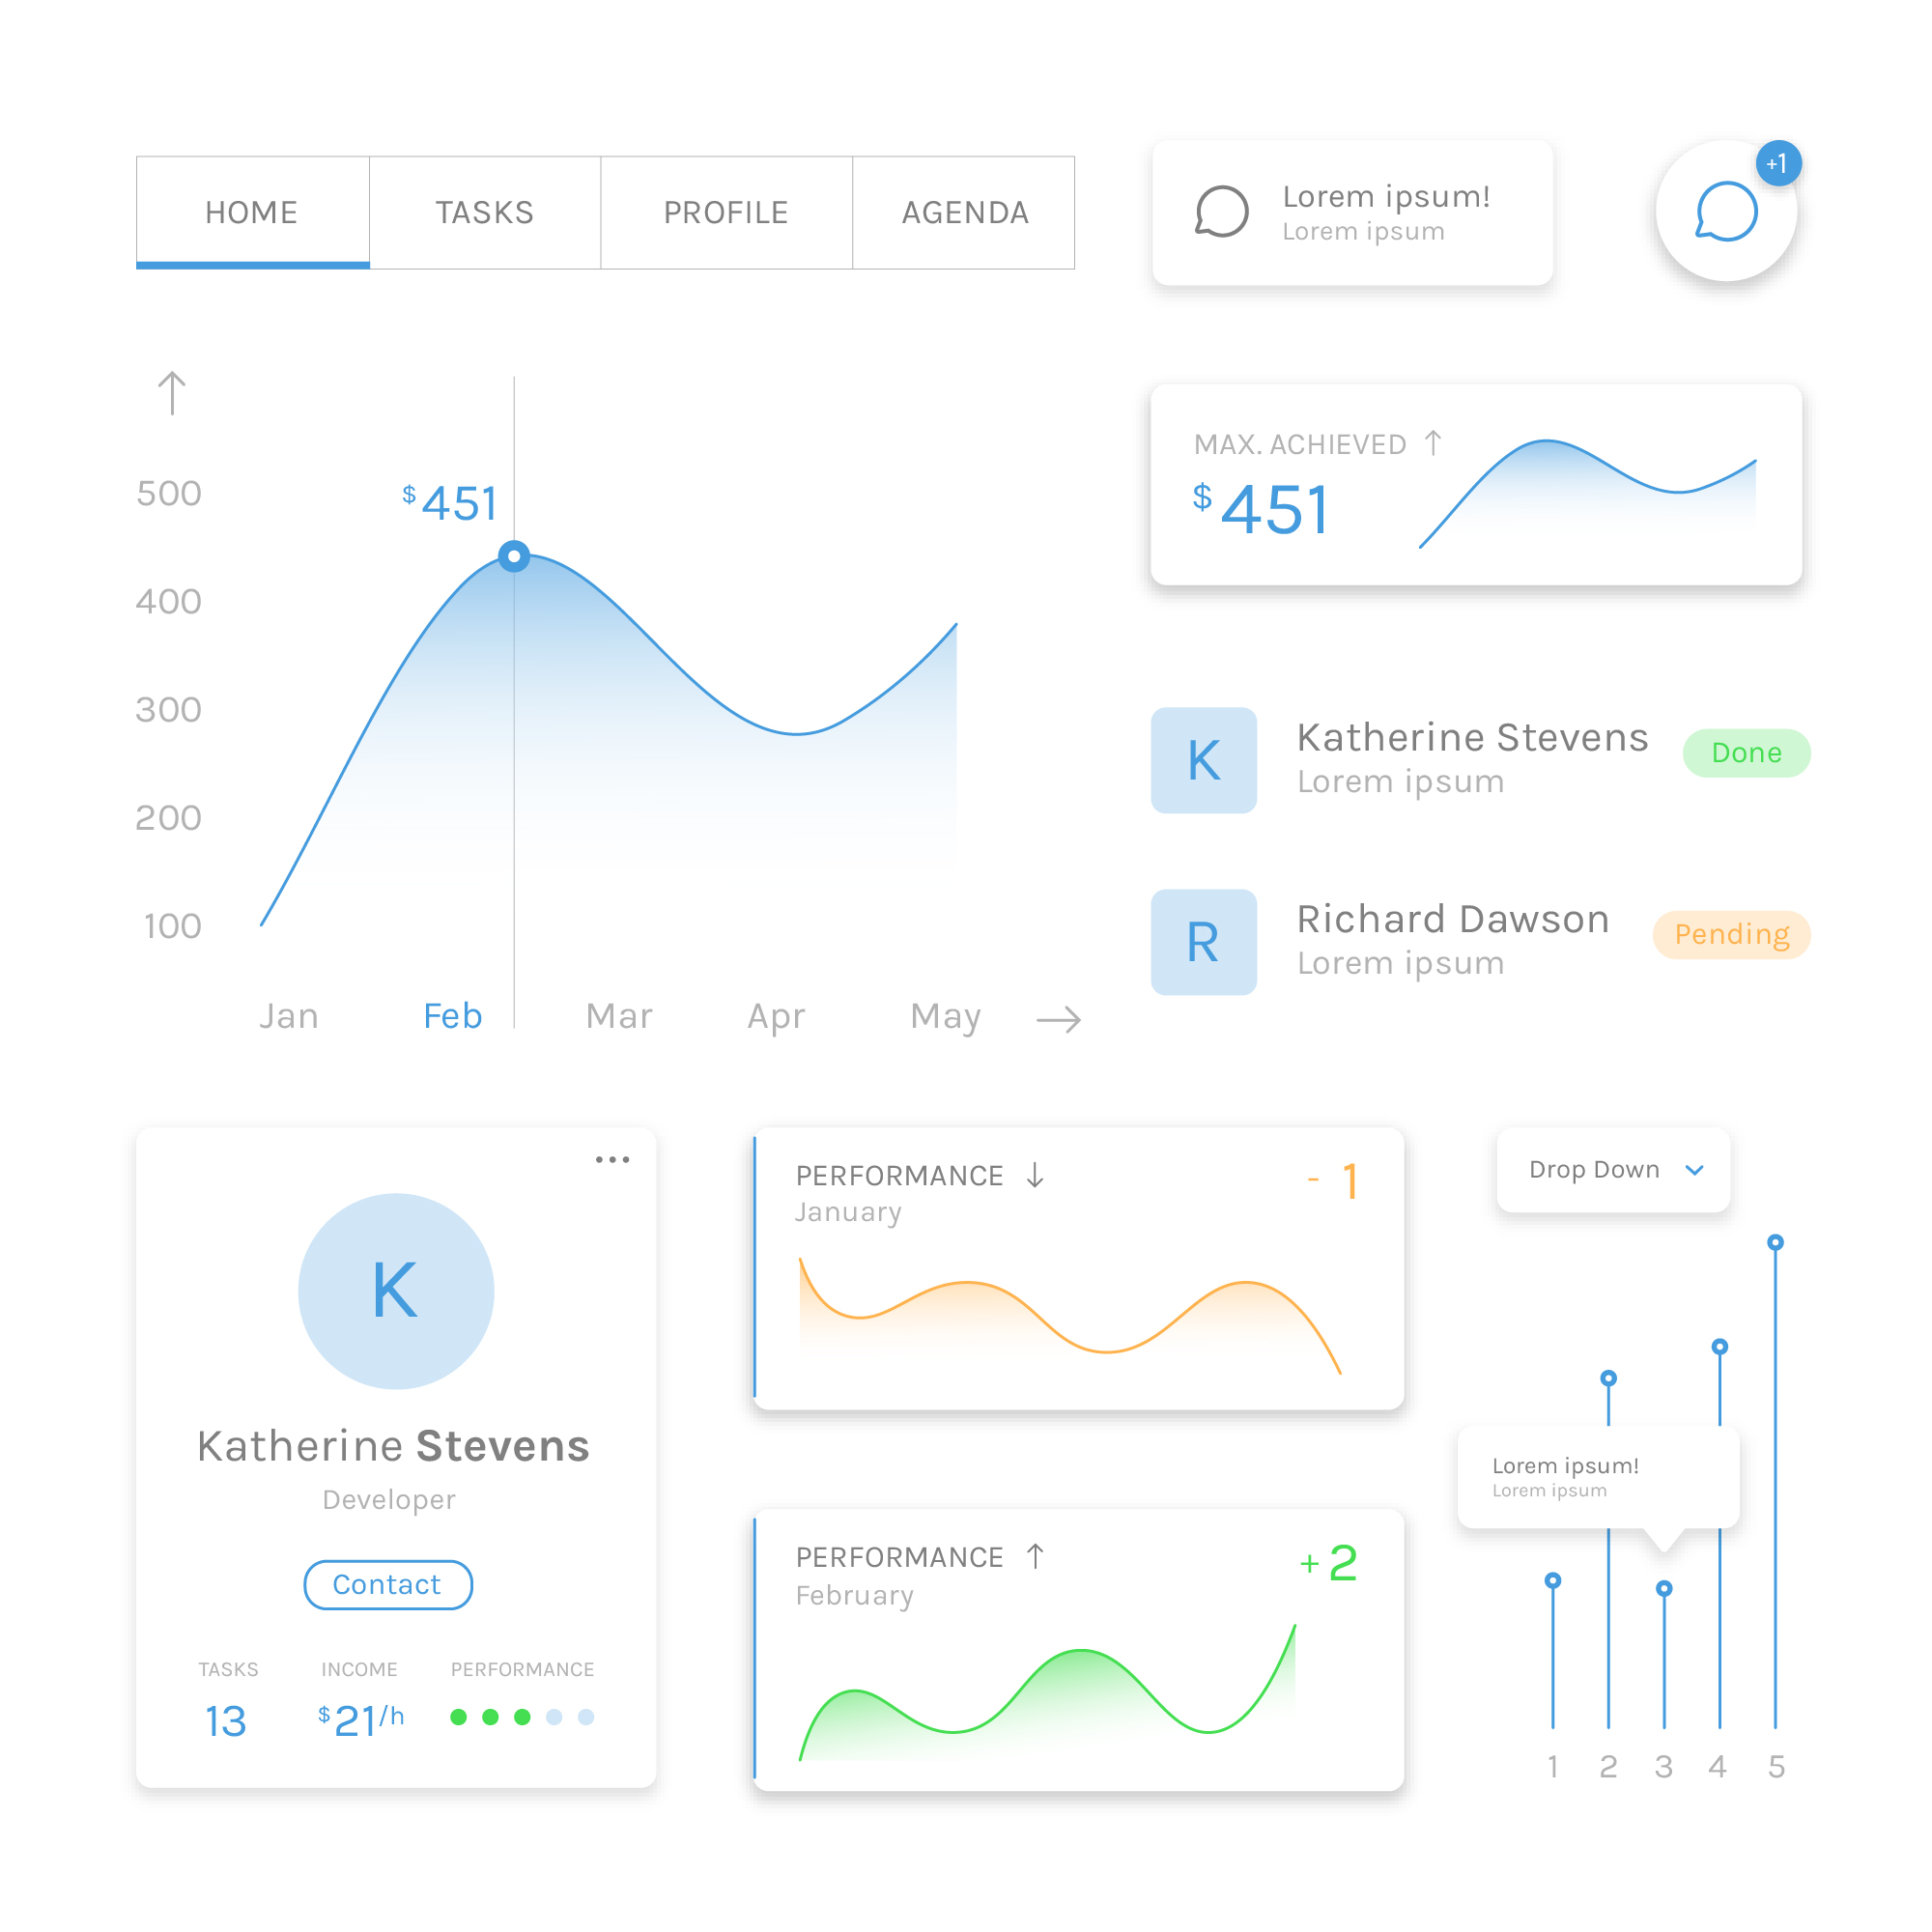 HOME TASKS PROFILE AGENDA
Lorem ipsum!
Lorem ipsum
+1
500
400
300
200
100
$451
Jan Feb Mar Apr May
MAX. ACHIEVED
$451
K
Katherine Stevens
Lorem ipsum
Done
R
Richard Dawson
Lorem ipsum
Pending
K
Katherine Stevens
Developer
Contact
TASKS INCOME PERFORMANCE
13 $21/h
PERFORMANCE
January
- 1
PERFORMANCE
February
+2
Drop Down
Lorem ipsum!
Lorem ipsum
1 2 3 4 5